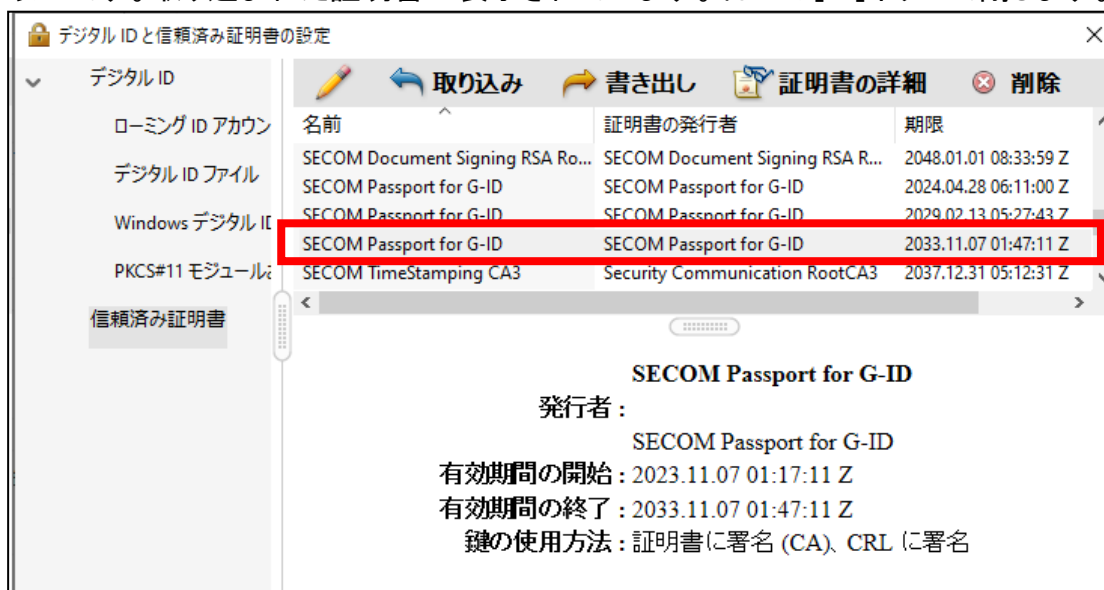 デジタル ID と信頼済み証明書の設定
デジタル ID
ローミング ID アカウン
デジタル ID ファイル
Windows デジタル ID
PKCS#11 モジュール
信頼済み証明書
取り込み 書き出し 証明書の詳細 削除
名前 証明書の発行者 期限
SECOM Document Signing RSA Ro... SECOM Document Signing RSA R... 2048.01.01 08:33:59 Z
SECOM Passport for G-ID SECOM Passport for G-ID 2024.04.28 06:11:00 Z
SECOM Passport for G-ID SECOM Passport for G-ID 2029.02.13 05:27:43 Z
SECOM Passport for G-ID SECOM Passport for G-ID 2033.11.07 01:47:11 Z
SECOM TimeStamping CA3 Security Communication RootCA3 2037.12.31 05:12:31 Z
SECOM Passport for G-ID
発行者 :
SECOM Passport for G-ID
有効期間の開始 : 2023.11.07 01:17:11 Z
有効期間の終了 : 2033.11.07 01:47:11 Z
鍵の使用方法 : 証明書に署名 (CA)、CRL に署名